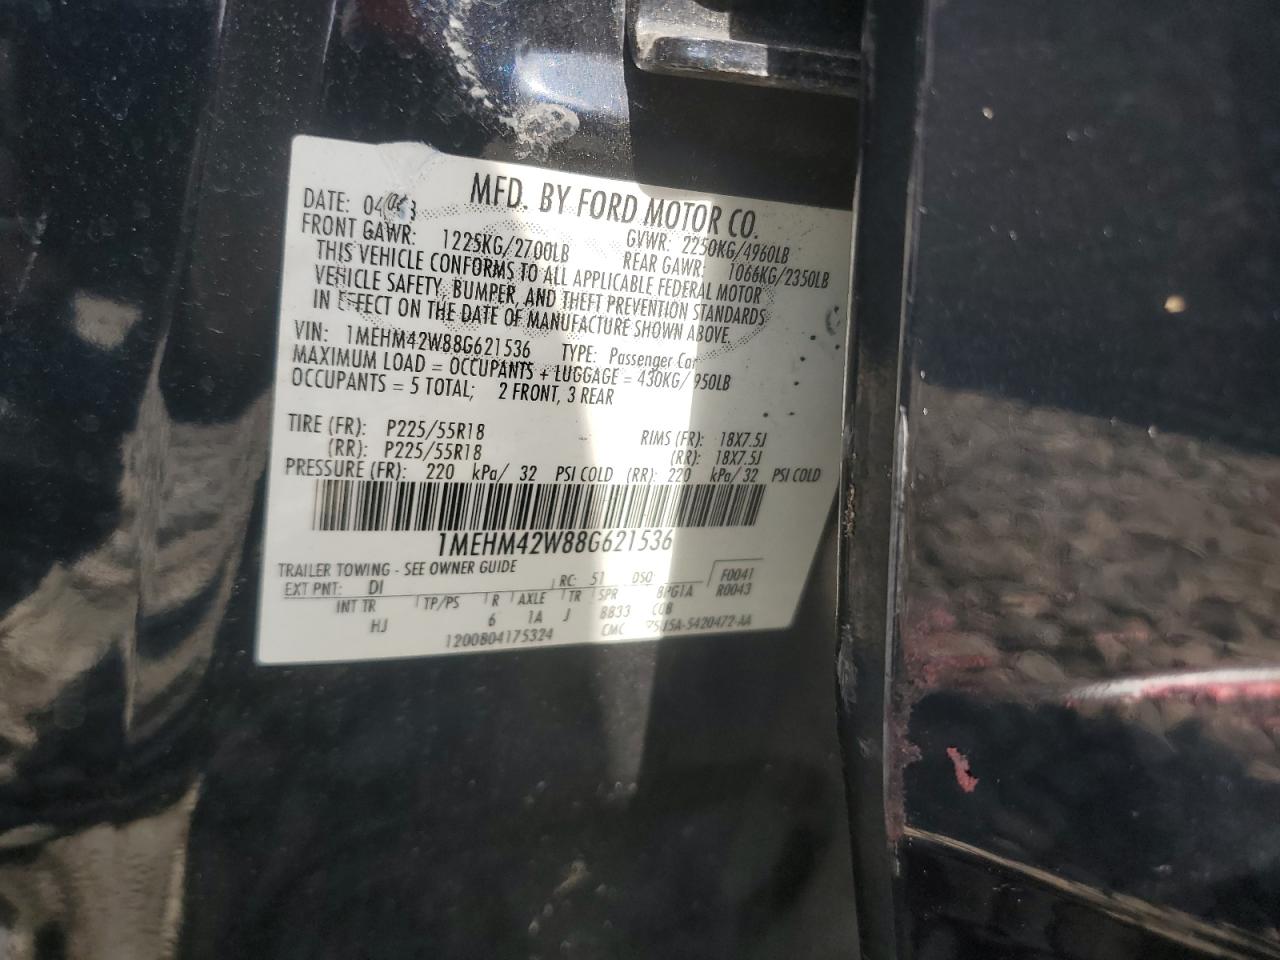 MFD. BY FORD MOTOR CO.
DATE: 04/08
GVWR: 2250KG/4960LB
FRONT GAWR: 1225KG/2700LB REAR GAWR: 1066KG/2350LB
THIS VEHICLE CONFORMS TO ALL APPLICABLE FEDERAL MOTOR
VEHICLE SAFETY, BUMPER, AND THEFT PREVENTION STANDARDS
IN EFFECT ON THE DATE OF MANUFACTURE SHOWN ABOVE.
VIN: 1MEHM42W88G621536 TYPE: Passenger Car
MAXIMUM LOAD = OCCUPANTS + LUGGAGE = 430KG/ 950LB
OCCUPANTS = 5 TOTAL; 2 FRONT, 3 REAR
TIRE (FR): P225/55R18 RIMS (FR): 18X7.5J
(RR): P225/55R18 (RR): 18X7.5J
PRESSURE (FR): 220 kPa/ 32 PSI COLD (RR): 220 kPa/ 32 PSI COLD
1MEHM42W88G621536
TRAILER TOWING - SEE OWNER GUIDE
EXT PNT: DI RC: 51 DSO: F0041
R0043
INT TR TP/PS R AXLE TR SPR
HJ 6 1A J BB33
1200804175324